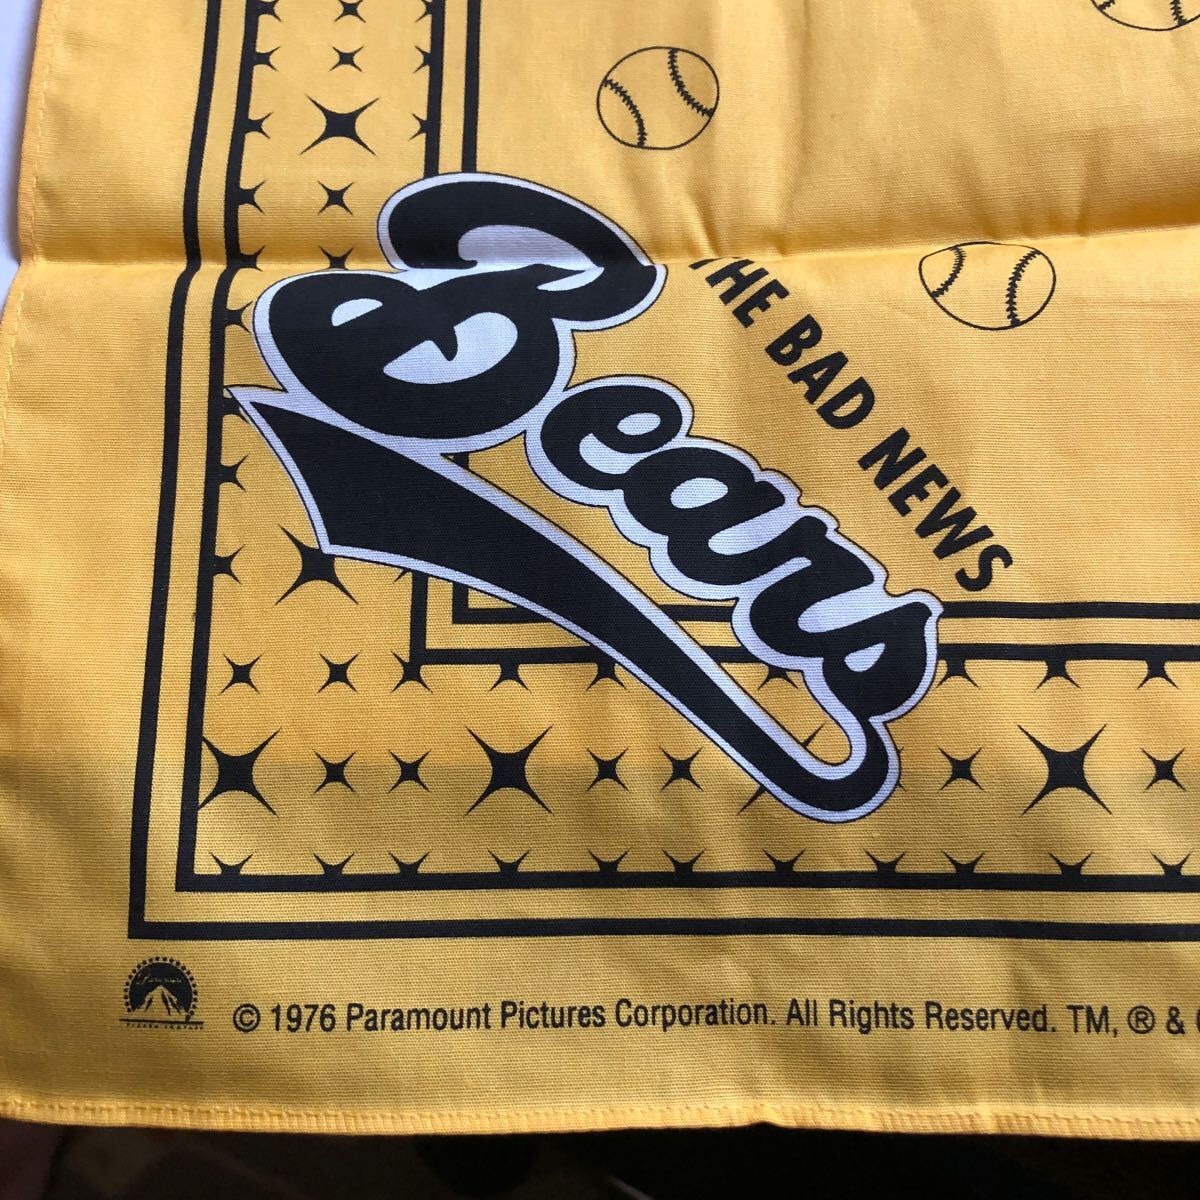 THE BAD NEWS
Bears
© 1976 Paramount Pictures Corporation. All Rights Reserved. TM, ® &